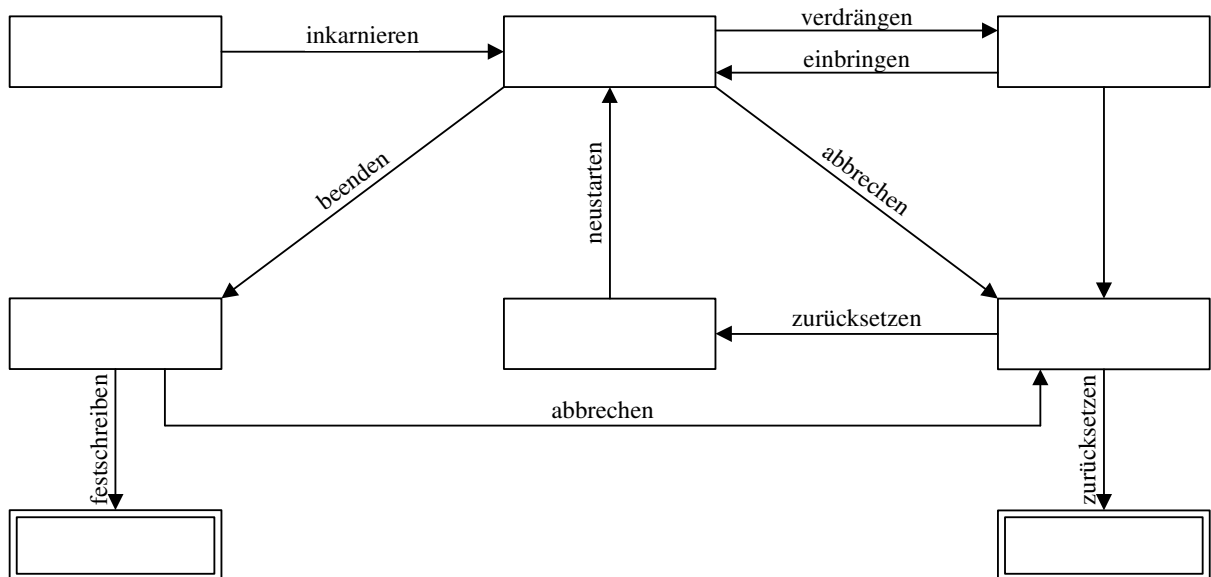 verdrängen
inkarnieren
einbringen
beenden
neustarten
abbrechen
zurücksetzen
festschreiben
abbrechen
zurücksetzen